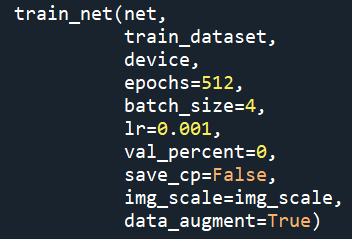 train_net(net,
          train_dataset,
          device,
          epochs=512,
          batch_size=4,
          lr=0.001,
          val_percent=0,
          save_cp=False,
          img_scale=img_scale,
          data_augment=True)